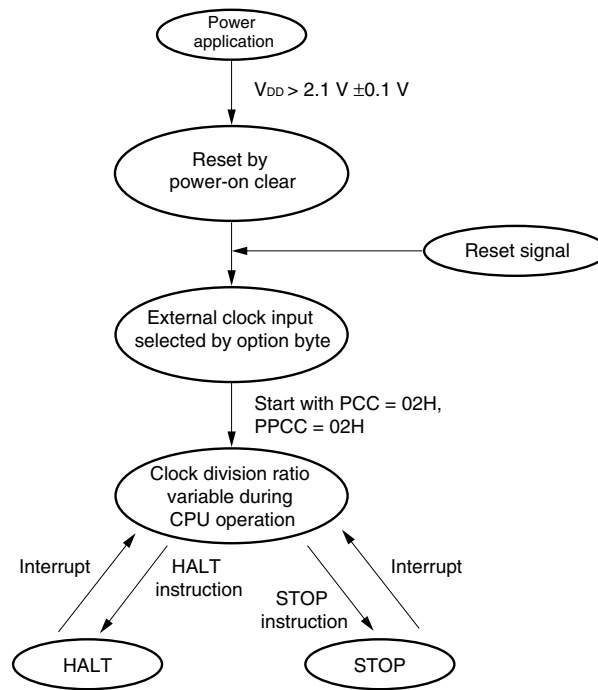 Power
application
VDD > 2.1 V ±0.1 V
Reset by
power-on clear
Reset signal
External clock input
selected by option byte
Start with PCC = 02H,
PPCC = 02H
Clock division ratio
variable during
CPU operation
Interrupt
HALT
instruction
STOP
instruction
Interrupt
HALT
STOP